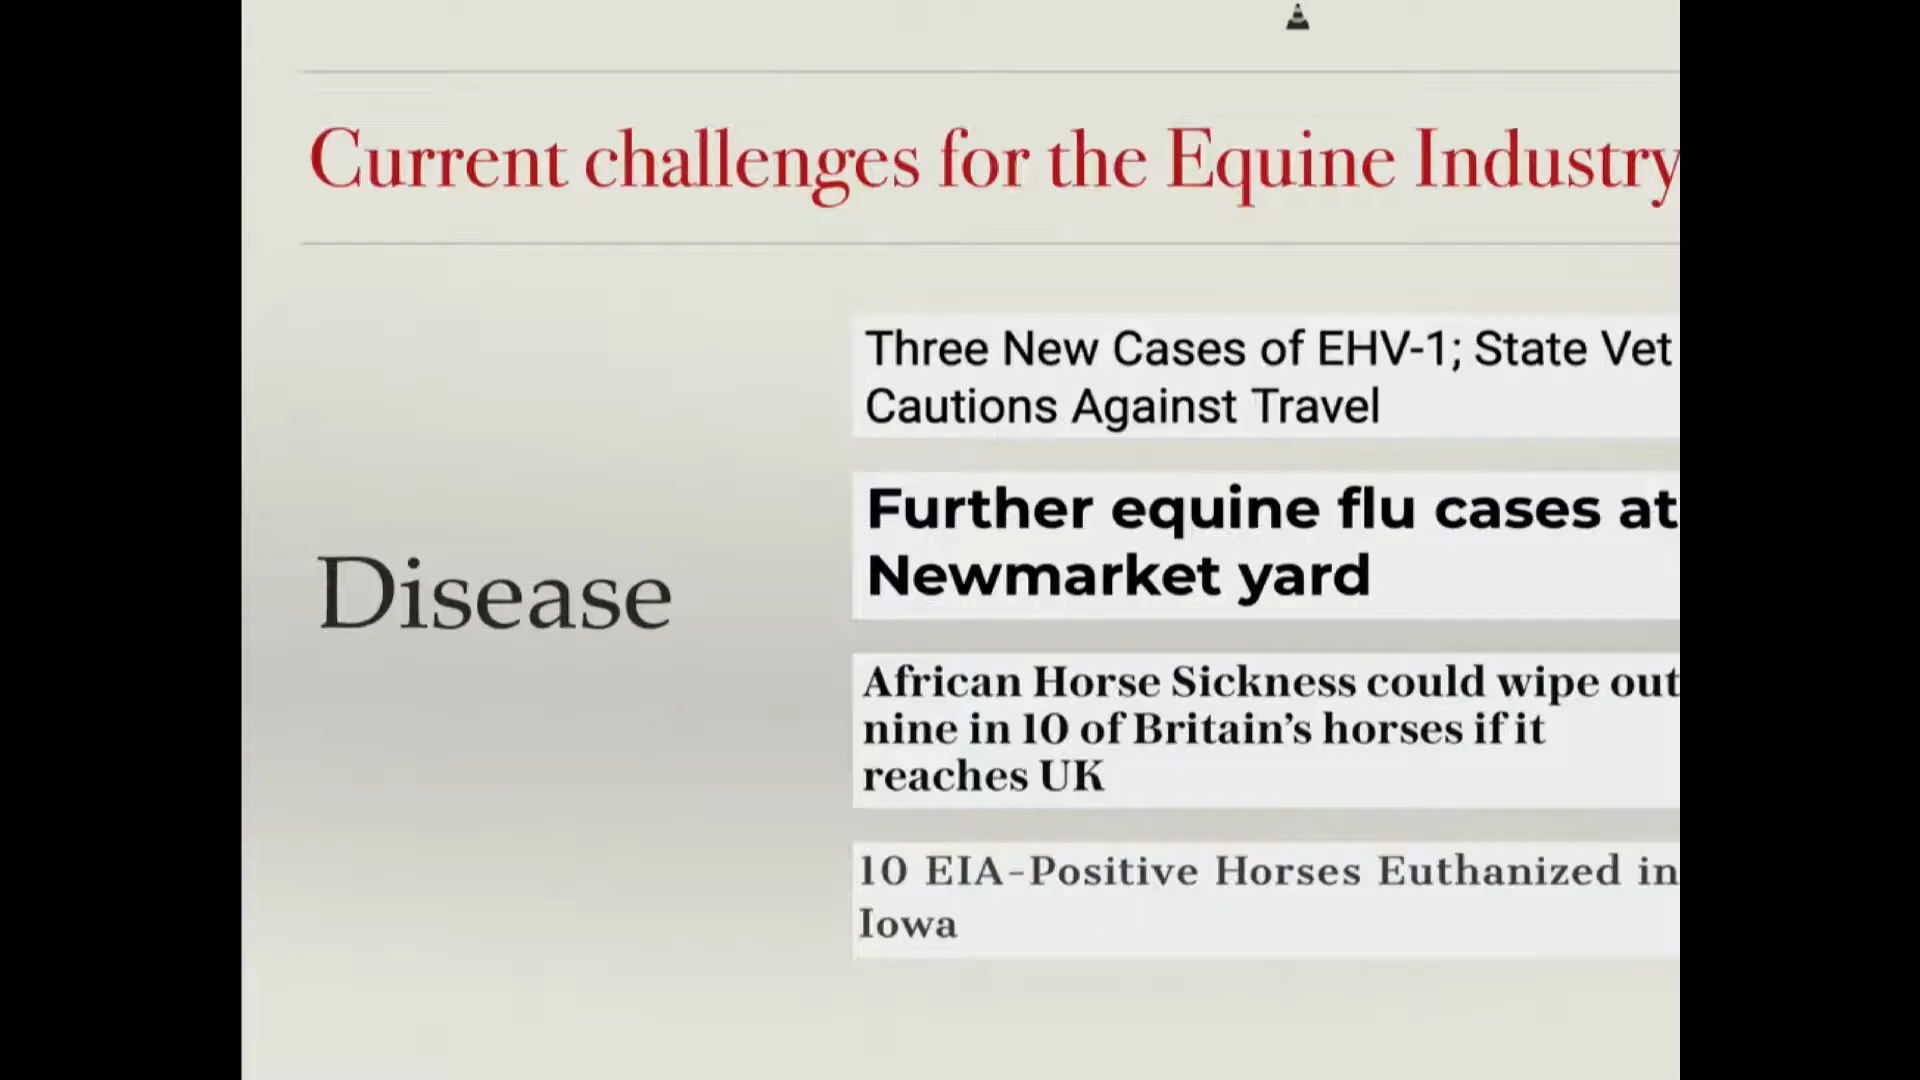 Current challenges for the Equine Industry
Disease
Three New Cases of EHV-1; State Vet
Cautions Against Travel
Further equine flu cases at
Newmarket yard
African Horse Sickness could wipe out
nine in 10 of Britain’s horses if it
reaches UK
10 EIA-Positive Horses Euthanized in
Iowa